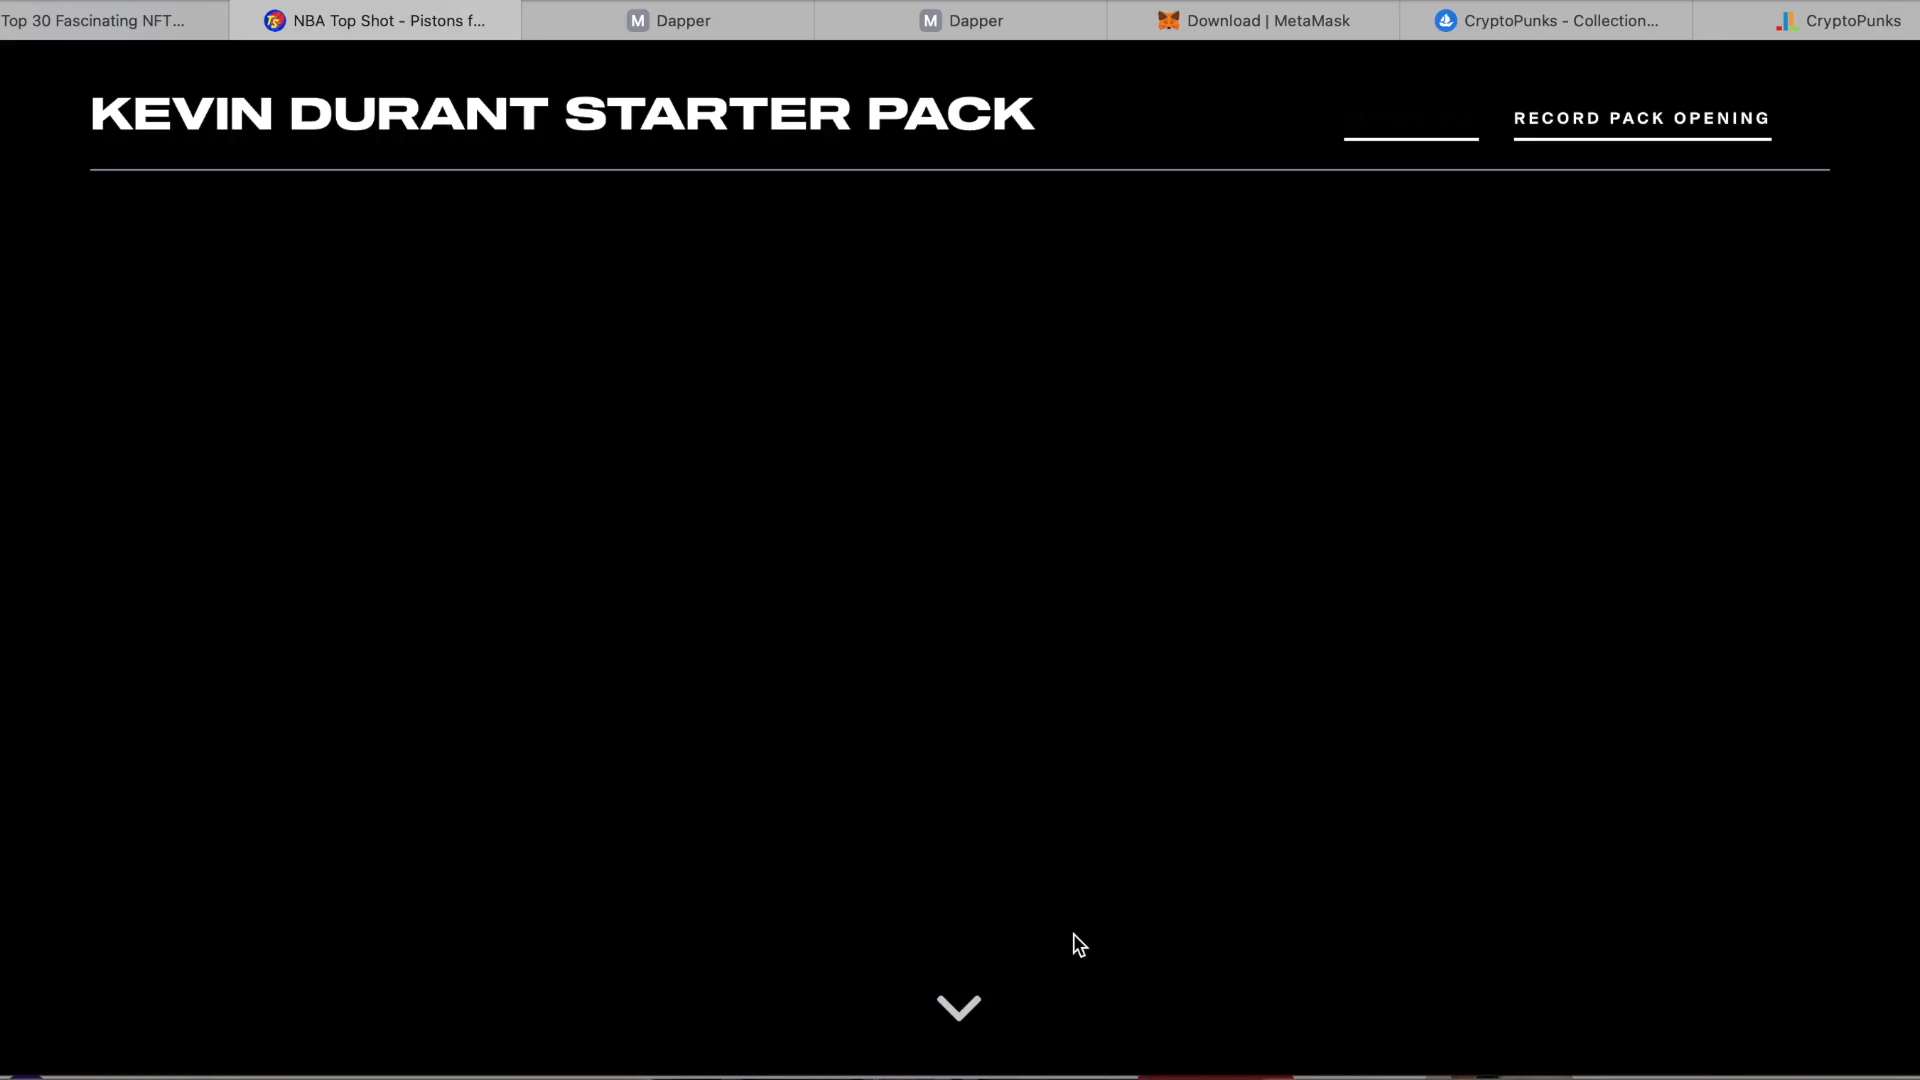 Top 30 Fascinating NFT...
NBA Top Shot - Pistons f...
M Dapper
M Dapper
Download | MetaMask
CryptoPunks - Collection...
CryptoPunks
KEVIN DURANT STARTER PACK
RECORD PACK OPENING